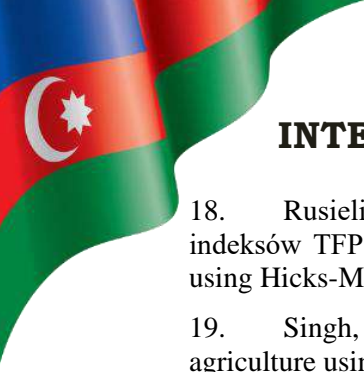 INTE
18. Rusieli
indeksów TFP
using Hicks-M
19. Singh,
agriculture usin